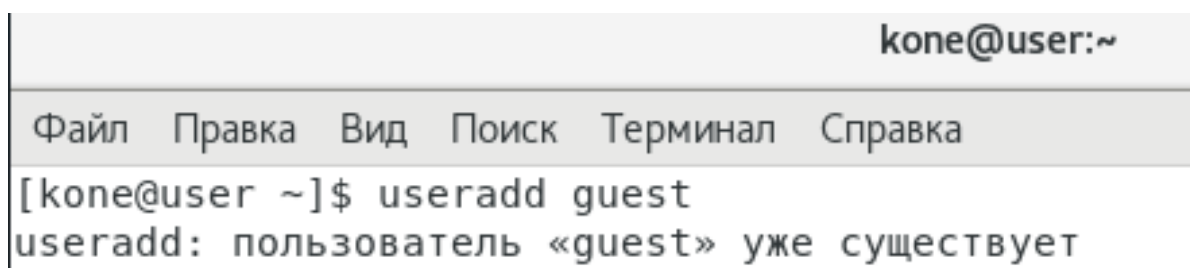 kone@user:~
Файл Правка Вид Поиск Терминал Справка
[kone@user ~]$ useradd guest
useradd: пользователь «guest» уже существует